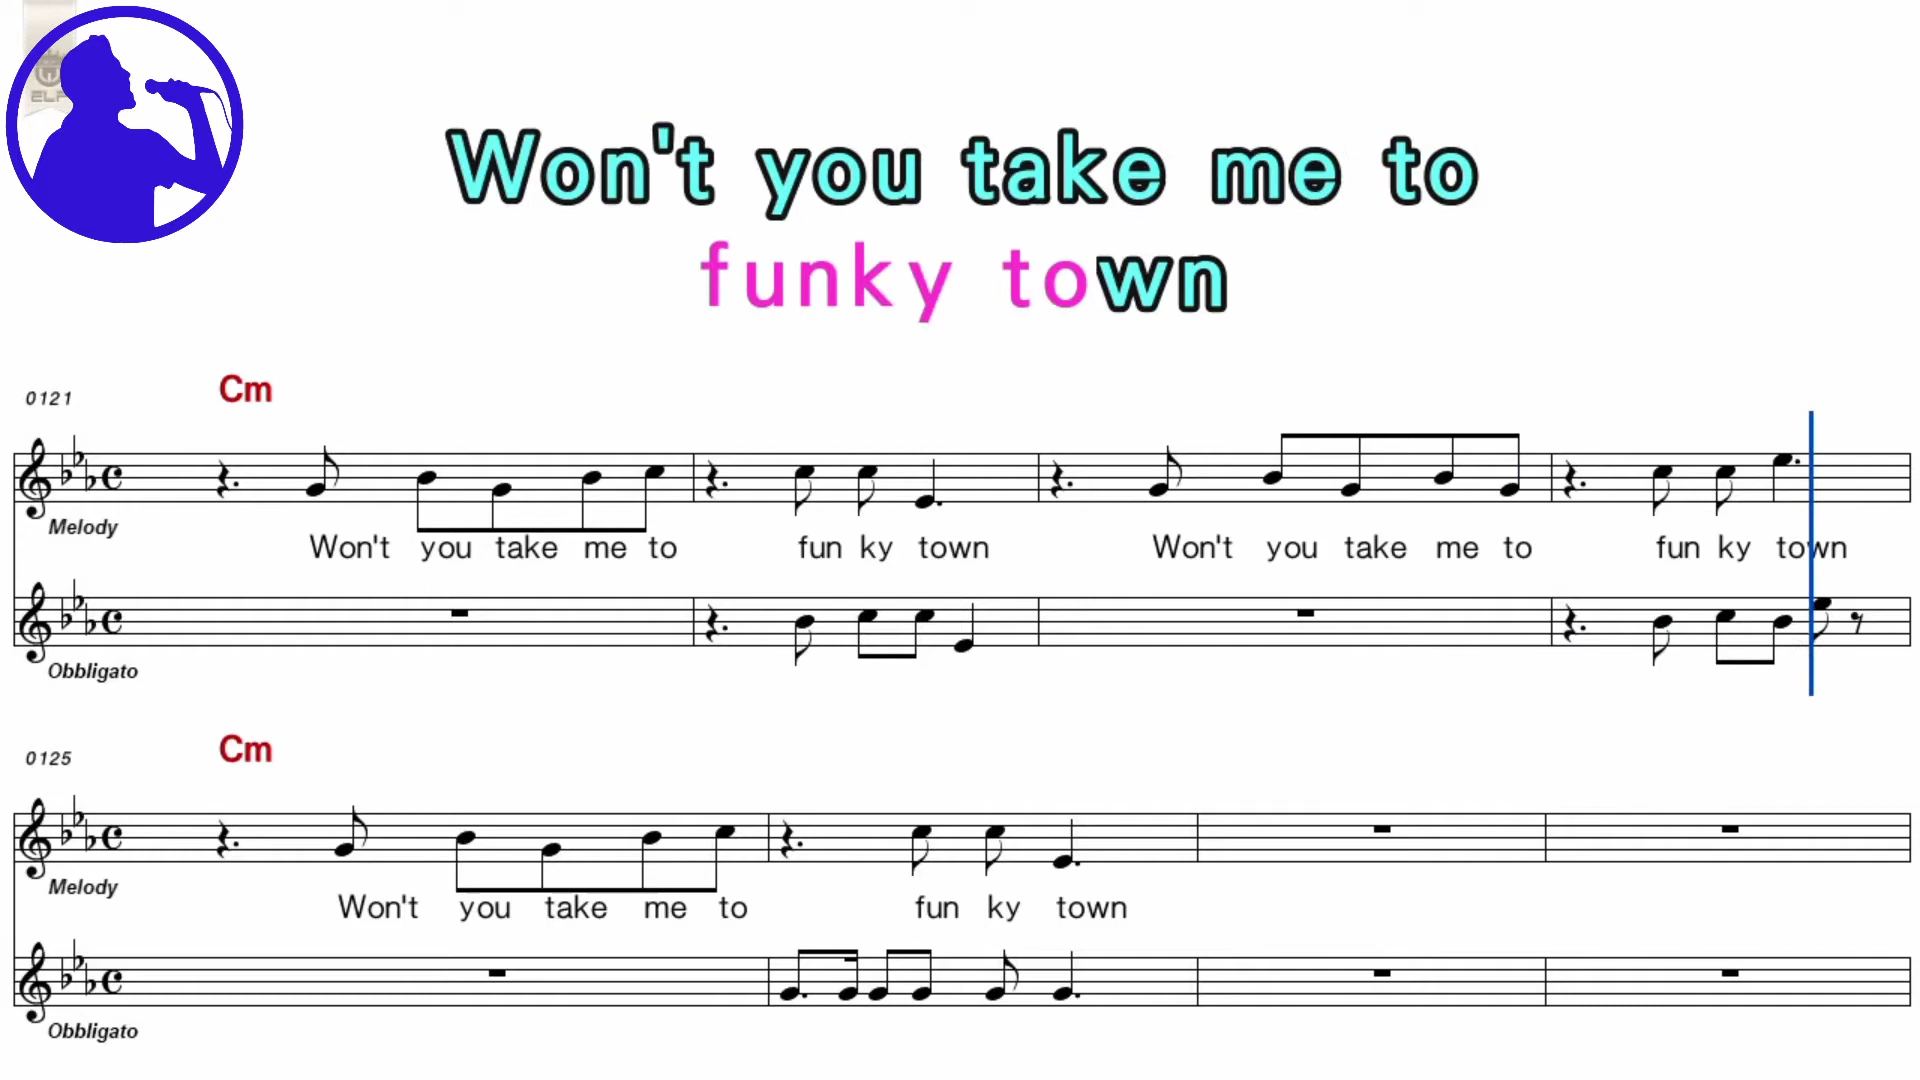 Won't you take me to
funky town
0121 Cm
Melody
Won't you take me to fun ky town Won't you take me to fun ky town
Obbligato
0125 Cm
Melody
Won't you take me to fun ky town
Obbligato